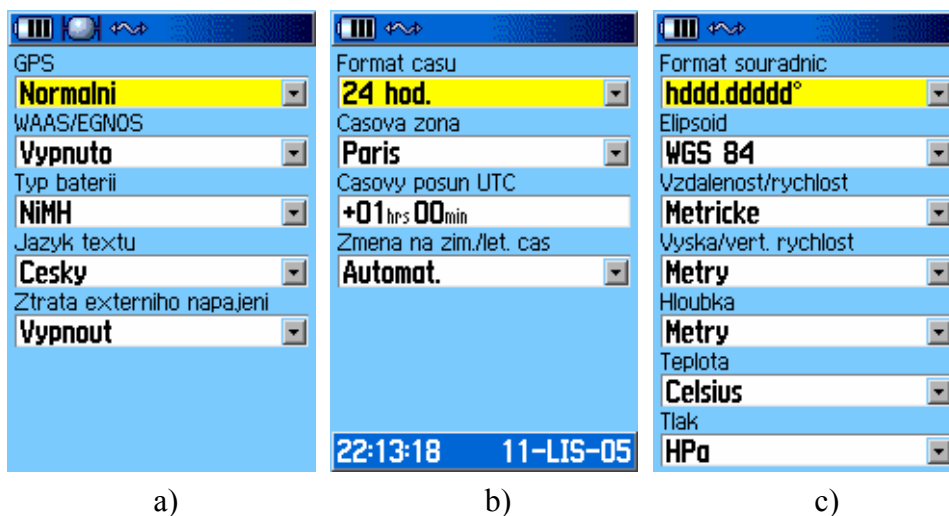 GPS
Normalni
WAAS/EGNOS
Vypnuto
Typ baterii
NiMH
Jazyk textu
Cesky
Ztrata externiho napajeni
Vypnout
a)
Format casu
24 hod.
Casova zona
Paris
Casovy posun UTC
+01hrs 00min
Zmena na zim./let. cas
Automat.
22:13:18 11-LIS-05
b)
Format souradnic
hddd.ddddd°
Elipsoid
WGS 84
Vzdalenost/rychlost
Metricke
Vyska/vert. rychlost
Metry
Hloubka
Metry
Teplota
Celsius
Tlak
HPa
c)